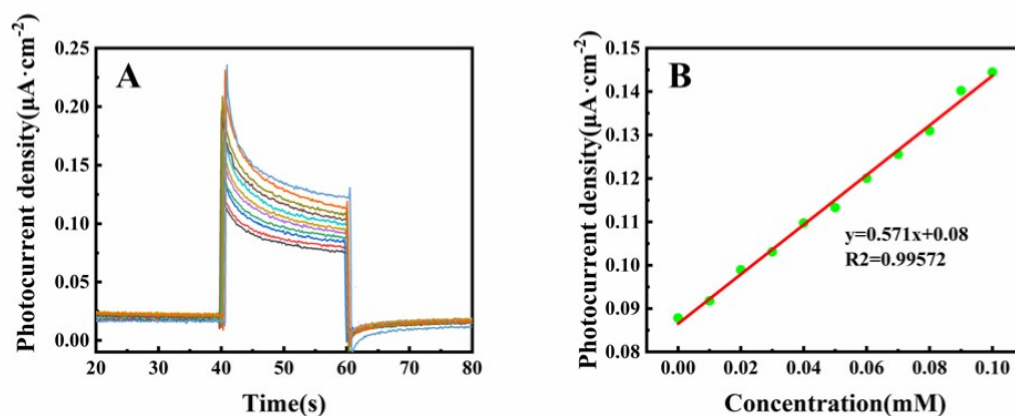 A
Photocurrent density(μA·cm-2)
0.25
0.20
0.15
0.10
0.05
0.00
20 30 40 50 60 70 80
Time(s)
B
Photocurrent density(μA·cm-2)
0.15
0.14
0.13
0.12
0.11
0.10
0.09
0.08
y=0.571x+0.08
R2=0.99572
0.00 0.02 0.04 0.06 0.08 0.10
Concentration(mM)